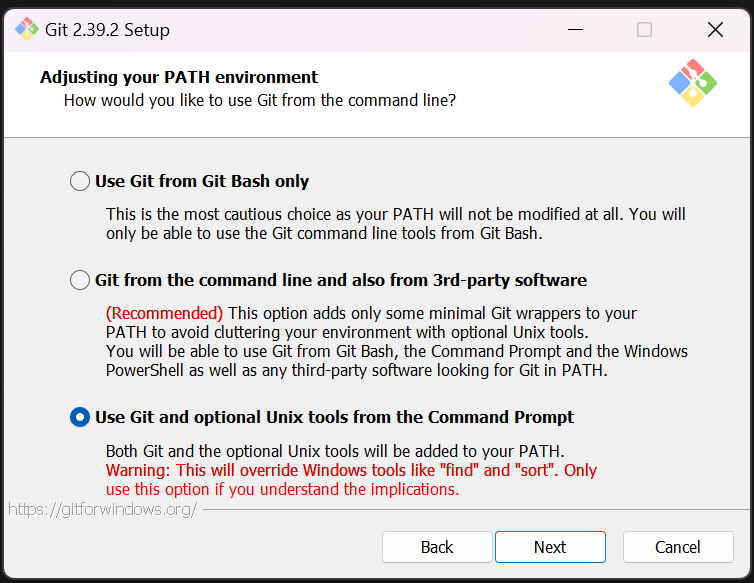 Git 2.39.2 Setup
Adjusting your PATH environment
How would you like to use Git from the command line?
Use Git from Git Bash only
This is the most cautious choice as your PATH will not be modified at all. You will
only be able to use the Git command line tools from Git Bash.
Git from the command line and also from 3rd-party software
(Recommended) This option adds only some minimal Git wrappers to your
PATH to avoid cluttering your environment with optional Unix tools.
You will be able to use Git from Git Bash, the Command Prompt and the Windows
PowerShell as well as any third-party software looking for Git in PATH.
Use Git and optional Unix tools from the Command Prompt
Both Git and the optional Unix tools will be added to your PATH.
Warning: This will override Windows tools like "find" and "sort". Only
use this option if you understand the implications.
https://gitforwindows.org/
Back Next Cancel